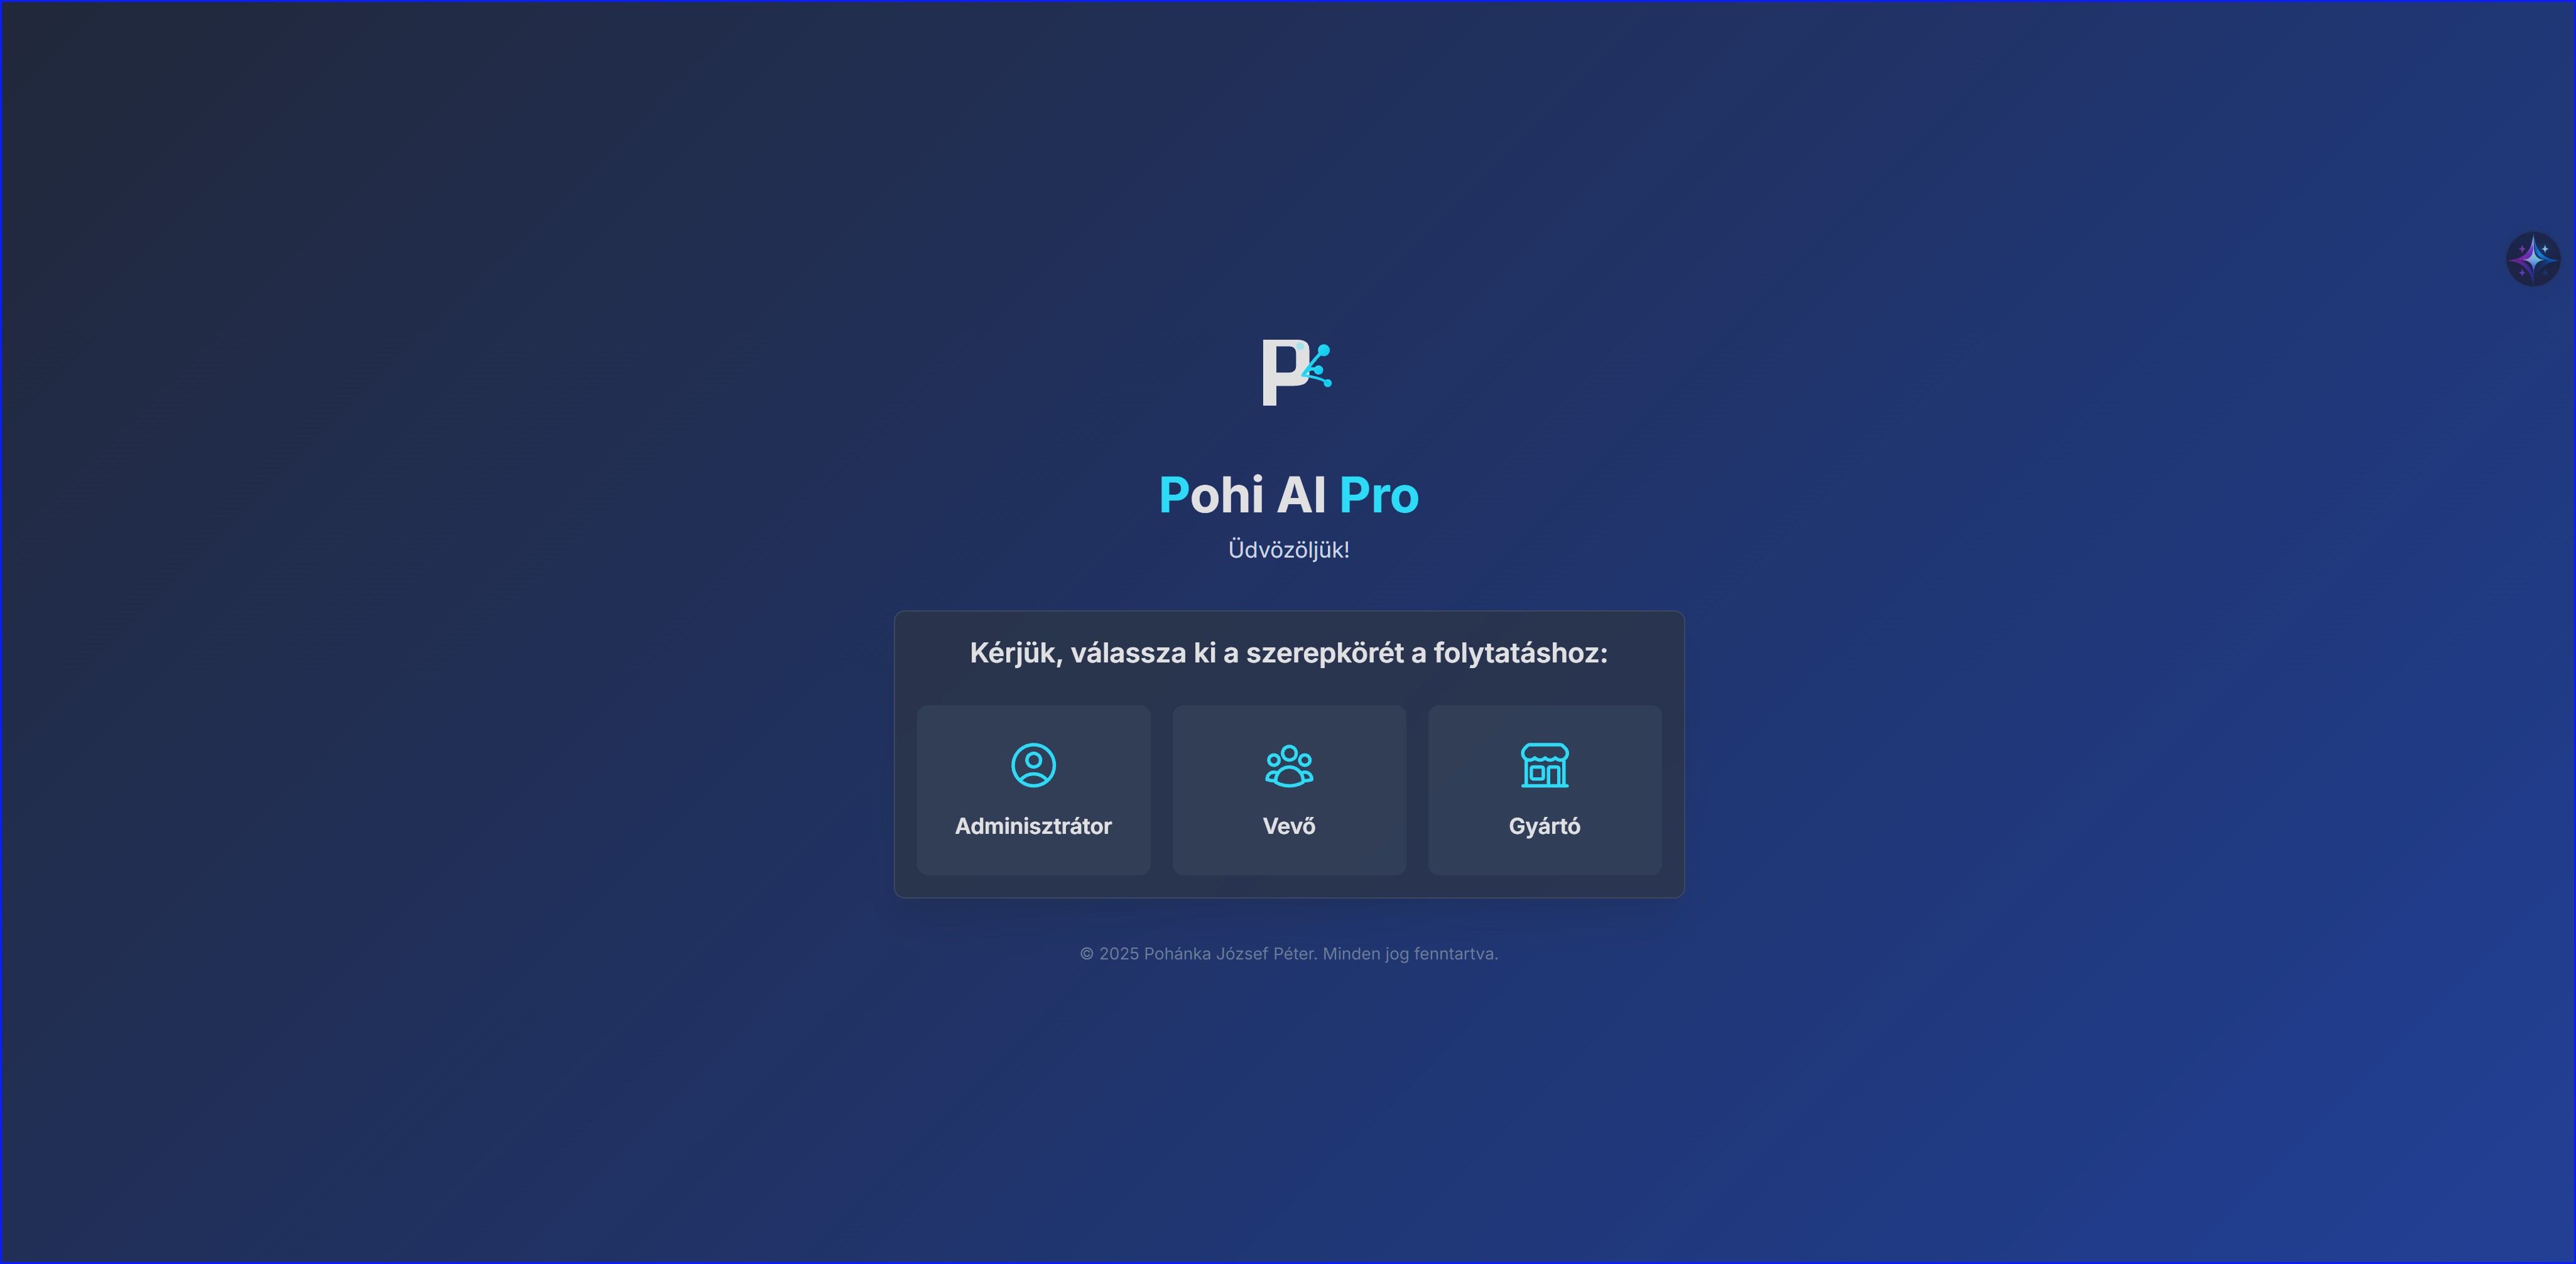 P
Pohi AI Pro
Üdvözöljük!
Kérjük, válassza ki a szerepkörét a folytatáshoz:
Adminisztrátor
Vevő
Gyártó
© 2025 Pohánka József Péter. Minden jog fenntartva.